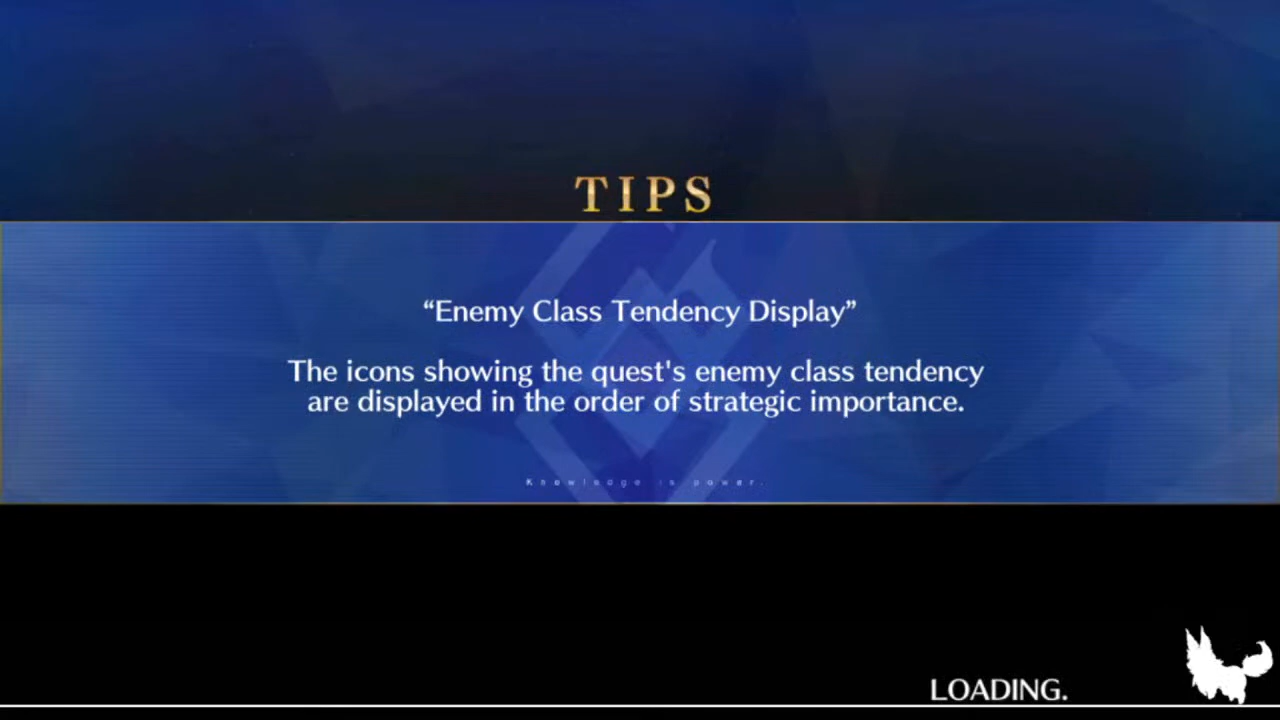 TIPS
“Enemy Class Tendency Display”
The icons showing the quest's enemy class tendency
are displayed in the order of strategic importance.
Knowledge is power.
LOADING.